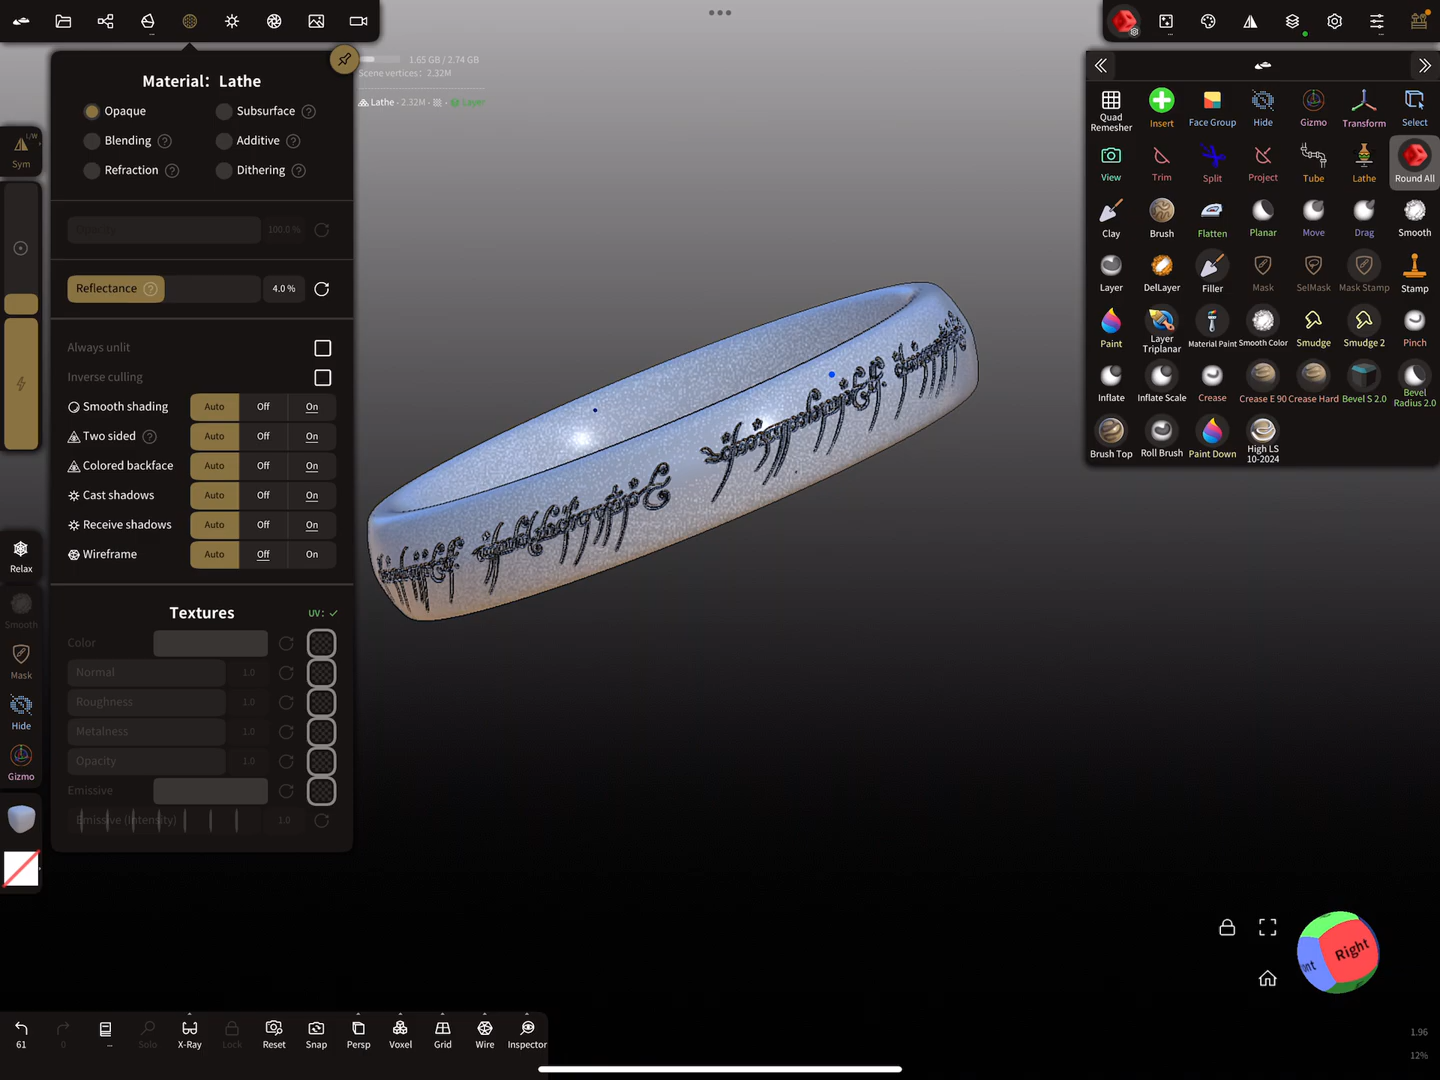 1.65 GB / 2.74 GB
Scene vertices: 2.32M
Lathe · 2.32M · Layer
Material: Lathe
Opaque
Subsurface ?
Blending ?
Additive ?
Refraction ?
Dithering ?
Opacity 100.0 %
Reflectance ? 4.0 %
Always unlit
Inverse culling
Smooth shading Auto Off On
Two sided ? Auto Off On
Colored backface Auto Off On
Cast shadows Auto Off On
Receive shadows Auto Off On
Wireframe Auto Off On
Textures UV: ✓
Color
Normal 1.0
Roughness 1.0
Metalness 1.0
Opacity 1.0
Emissive
Emissive (Intensity) 1.0
L/W
Sym
Relax
Smooth
Mask
Hide
Gizmo
Quad Remesher
Insert
Face Group
Hide
Gizmo
Transform
Select
View
Trim
Split
Project
Tube
Lathe
Round All
Clay
Brush
Flatten
Planar
Move
Drag
Smooth
Layer
DelLayer
Filler
Mask
SelMask
Mask Stamp
Stamp
Paint
Layer Triplanar
Material Paint
Smooth Color
Smudge
Smudge 2
Pinch
Inflate
Inflate Scale
Crease
Crease E 90
Crease Hard
Bevel S 2.0
Bevel Radius 2.0
Brush Top
Roll Brush
Paint Down
High LS 10-2024
Right
ont
61
0
...
Solo
X-Ray
Lock
Reset
Snap
Persp
Voxel
Grid
Wire
Inspector
1.96
12%